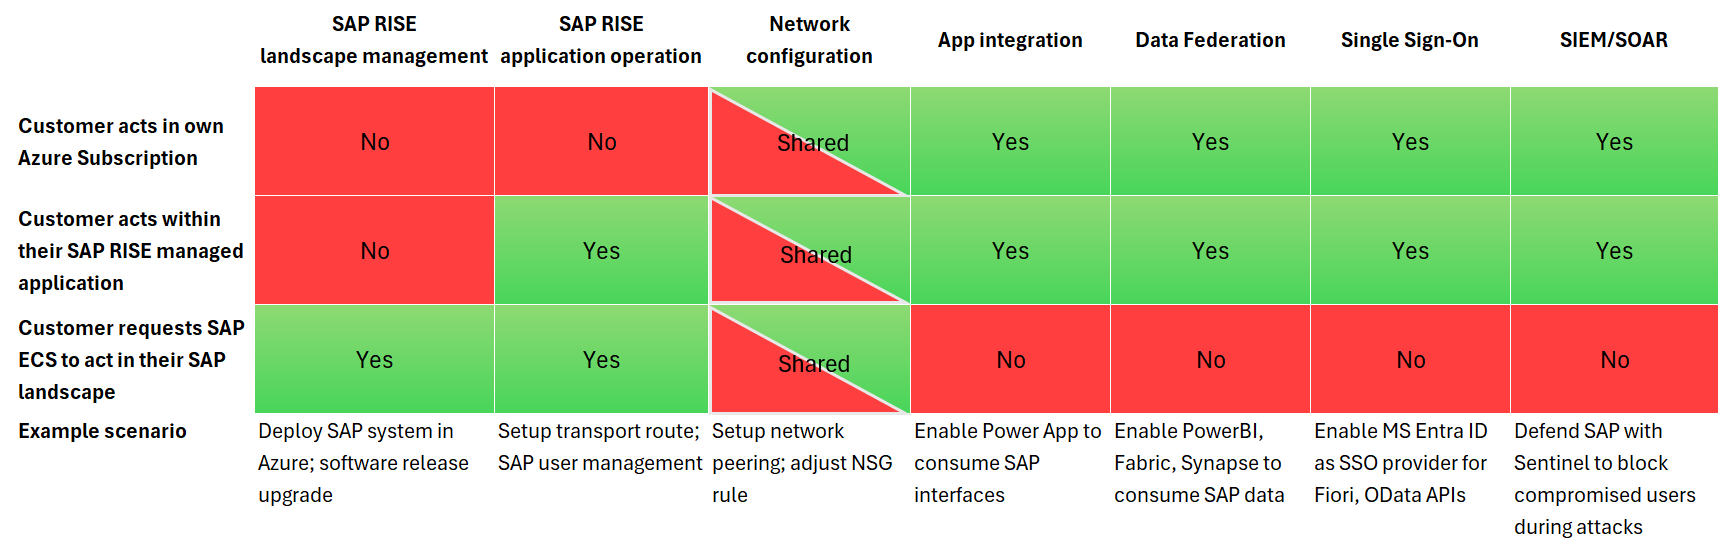 SAP RISE
landscape management
SAP RISE
application operation
Network
configuration
App integration
Data Federation
Single Sign-On
SIEM/SOAR
Customer acts in own
Azure Subscription
No
No
Shared
Yes
Yes
Yes
Yes
Customer acts within
their SAP RISE managed
application
No
Yes
Shared
Yes
Yes
Yes
Yes
Customer requests SAP
ECS to act in their SAP
landscape
Yes
Yes
Shared
No
No
No
No
Example scenario
Deploy SAP system in
Azure; software release
upgrade
Setup transport route;
SAP user management
Setup network
peering; adjust NSG
rule
Enable Power App to
consume SAP
interfaces
Enable PowerBI,
Fabric, Synapse to
consume SAP data
Enable MS Entra ID
as SSO provider for
Fiori, OData APIs
Defend SAP with
Sentinel to block
compromised users
during attacks